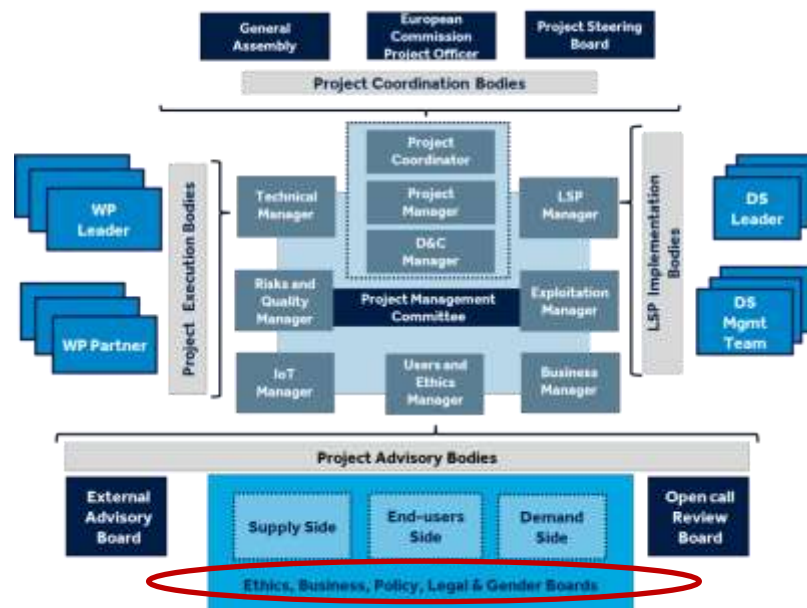 General
Assembly
European
Commission
Project Officer
Project Steering
Board
Project Coordination Bodies
Project
Coordinator
Technical
Manager
Project
Manager
LSP
Manager
D&C
Manager
WP
Leader
Project Execution Bodies
LSP Implementation
Bodies
DS
Leader
Risks and
Quality
Manager
Project Management
Committee
Exploitation
Manager
WP Partner
DS
Mgmt
Team
IoT
Manager
Users and
Ethics
Manager
Business
Manager
Project Advisory Bodies
External
Advisory
Board
Supply Side
End-users
Side
Demand
Side
Open call
Review
Board
Ethics, Business, Policy, Legal & Gender Boards